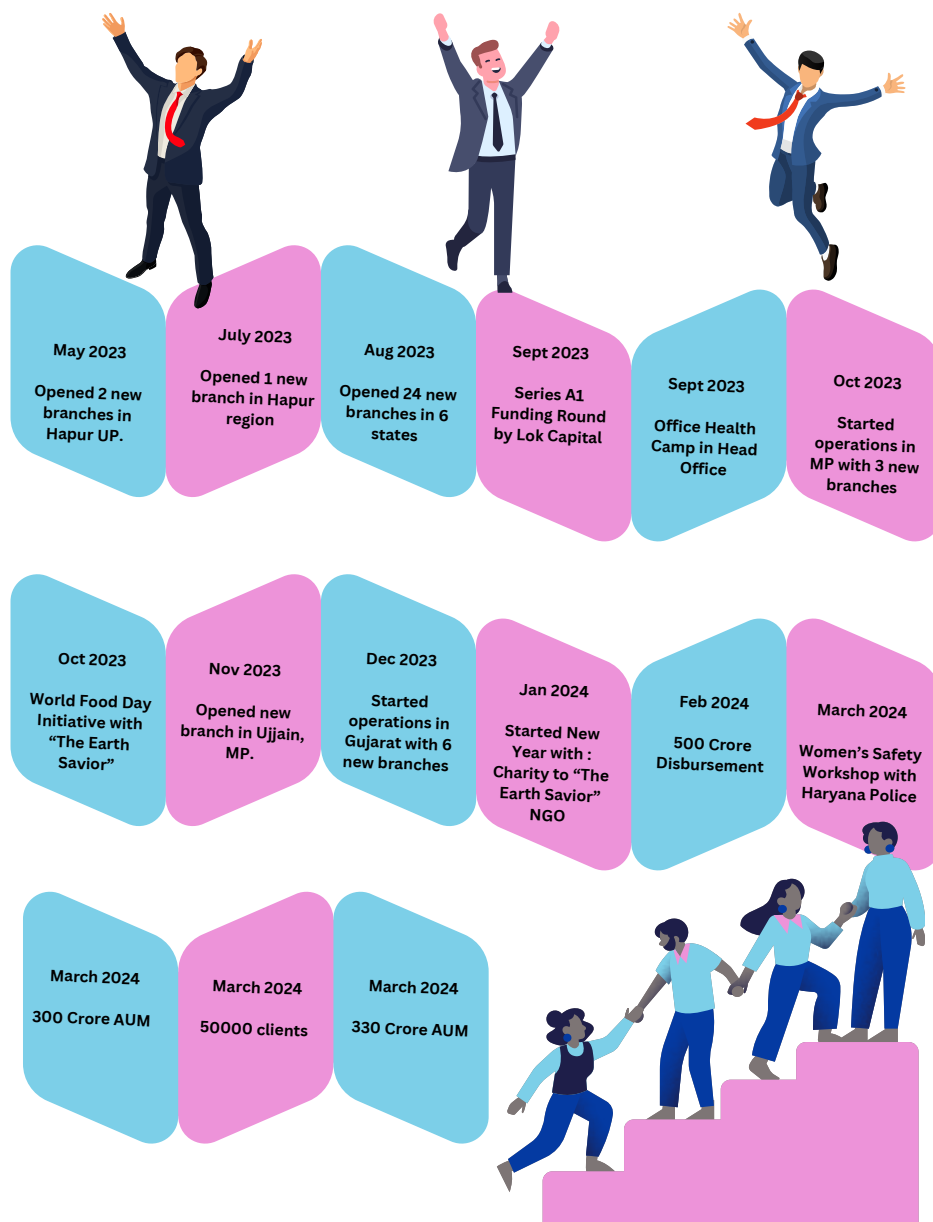 May 2023
Opened 2 new
branches in
Hapur UP.
July 2023
Opened 1 new
branch in Hapur
region
Aug 2023
Opened 24 new
branches in 6
states
Sept 2023
Series A1
Funding Round
by Lok Capital
Sept 2023
Office Health
Camp in Head
Office
Oct 2023
Started
operations in
MP with 3 new
branches
Oct 2023
World Food Day
Initiative with
“The Earth
Savior”
Nov 2023
Opened new
branch in Ujjain,
MP.
Dec 2023
Started
operations in
Gujarat with 6
new branches
Jan 2024
Started New
Year with :
Charity to “The
Earth Savior”
NGO
Feb 2024
500 Crore
Disbursement
March 2024
Women’s Safety
Workshop with
Haryana Police
March 2024
300 Crore AUM
March 2024
50000 clients
March 2024
330 Crore AUM